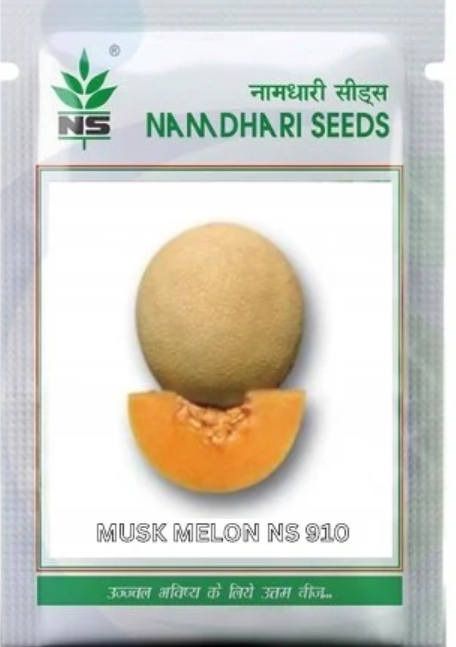 ®
NS
नामधारी सीड्स
NAMDHARI SEEDS
MUSK MELON NS 910
उज्ज्वल भविष्य के लिये उत्तम बीज...